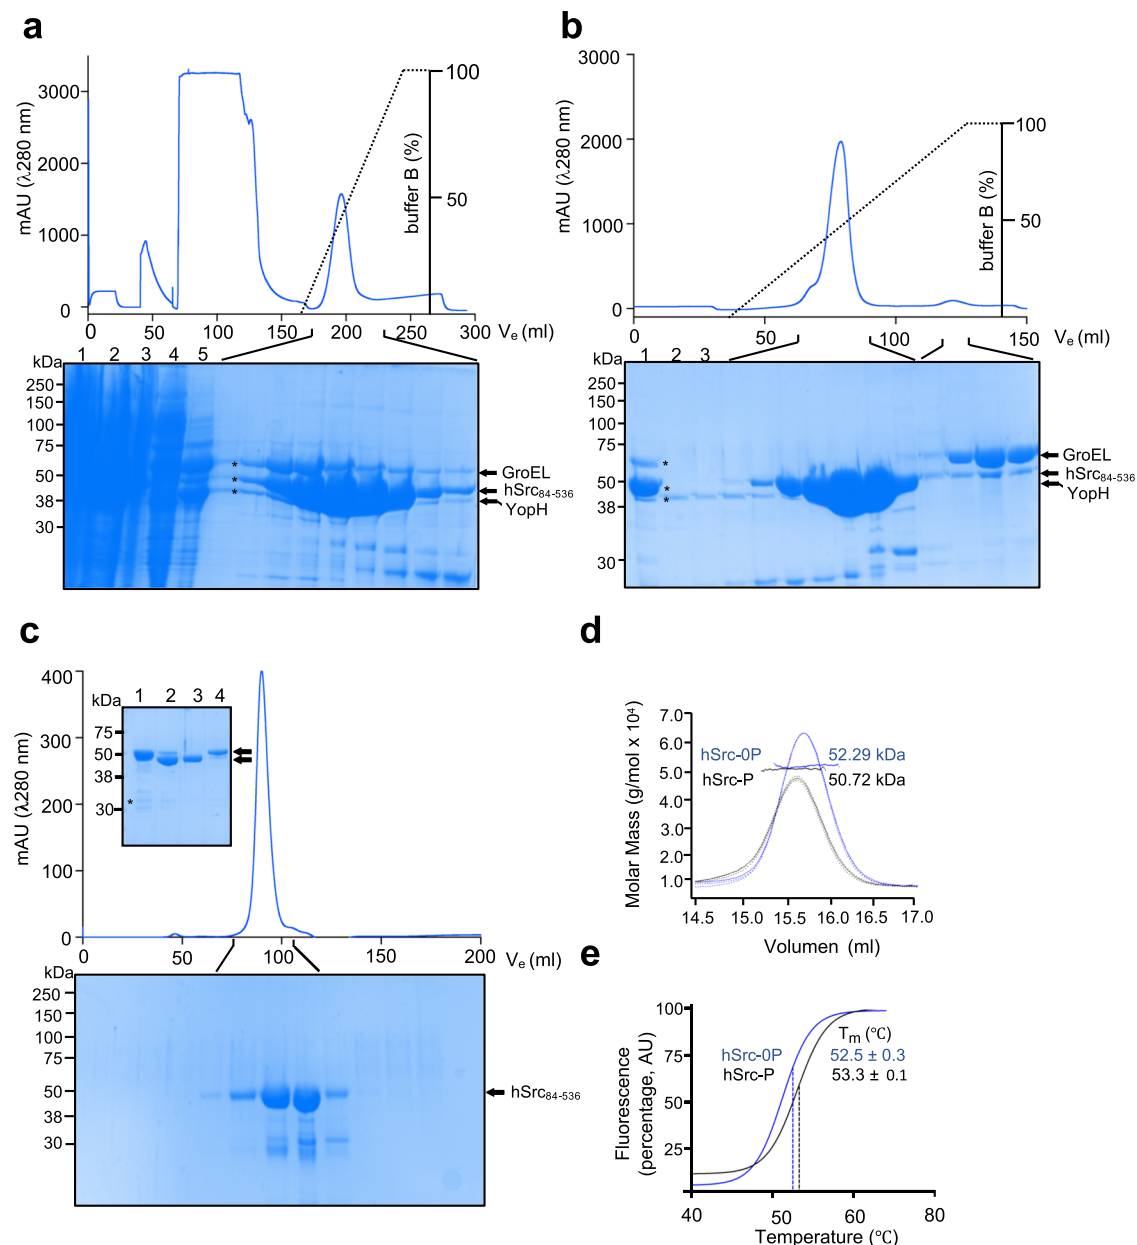 a
mAU (λ280 nm)
3000
2000
1000
0
0 50 100 150 200 250 300
Ve (ml)
100
50
buffer B (%)
kDa 1 2 3 4 5
250
150
100
75
50
38
30
*
*
*
GroEL
hSrc84-536
YopH
b
mAU (λ280 nm)
3000
2000
1000
0
50 100 150
Ve (ml)
100
50
buffer B (%)
kDa 1 2 3
250
150
100
75
50
38
30
*
*
*
GroEL
hSrc84-536
YopH
c
mAU (λ280 nm)
400
300
200
100
0
0 50 100 150 200
Ve (ml)
kDa 1 2 3 4
75
50
38
30
*
kDa
250
150
100
75
50
38
30
hSrc84-536
d
Molar Mass (g/mol x 10⁴)
7.0
6.0
5.0
4.0
3.0
2.0
1.0
hSrc-0P 52.29 kDa
hSrc-P 50.72 kDa
14.5 15.0 15.5 16.0 16.5 17.0
Volumen (ml)
e
Fluorescence
(percentage, AU)
100
75
50
25
Tm (°C)
hSrc-0P 52.5 ± 0.3
hSrc-P 53.3 ± 0.1
40 50 60 80
Temperature (°C)